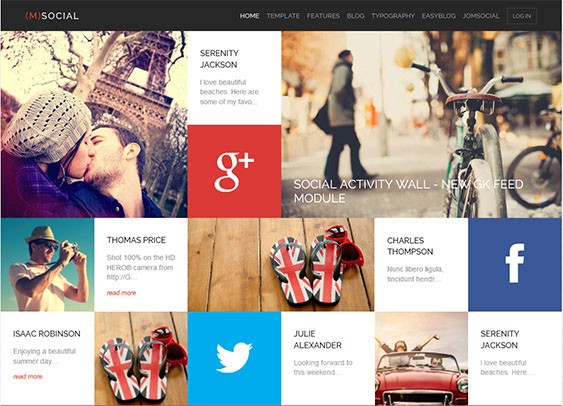 (M)SOCIAL
HOME TEMPLATE FEATURES BLOG TYPOGRAPHY EASYBLOG JOMSOCIAL LOG IN
SERENITY
JACKSON
I love beautiful
beaches. Here are
some of my favo...
g+
SOCIAL ACTIVITY WALL - NEW GK FEED
MODULE
THOMAS PRICE
Shot 100% on the HD
HERO® camera from
http://G...
read more
CHARLES
THOMPSON
Nunc libero ligula,
tincidunt hendr...
f
ISAAC ROBINSON
Enjoying a beautiful
summer day...
read more
JULIE
ALEXANDER
Looking forward to
this weekend...
SERENITY
JACKSON
I love beautiful
beaches. Here...